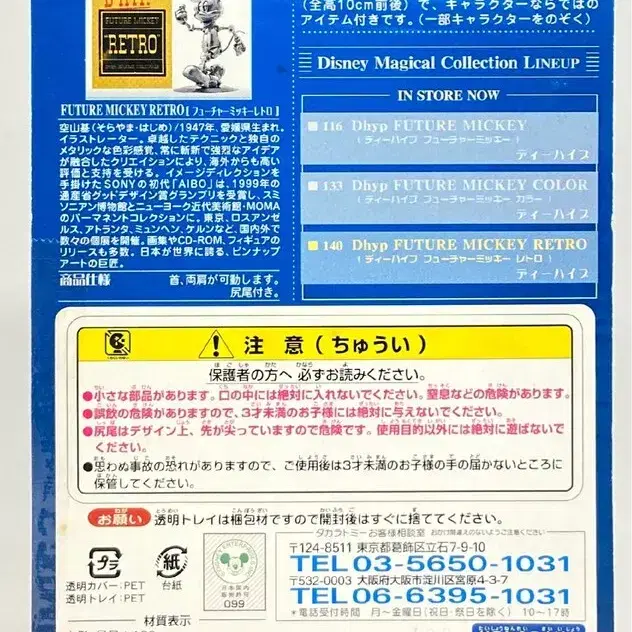 FUTURE MICKEY
"RETRO"
(全高10cm前後)で、キャラクターならではの
アイテム付きです。(一部キャラクターをのぞく)
Disney Magical Collection LINEUP
IN STORE NOW
■ 116 Dhyp FUTURE MICKEY
(ディーハイプ フューチャーミッキー)
ディーハイプ
■ 133 Dhyp FUTURE MICKEY COLOR
(ディーハイプ フューチャーミッキー カラー)
ディーハイプ
■ 140 Dhyp FUTURE MICKEY RETRO
(ディーハイプ フューチャーミッキー レトロ)
ディーハイプ
FUTURE MICKEY RETRO[フューチャーミッキーレトロ]
空山基(そらやま・はじめ)/1947年、愛媛県生まれ。
イラストレーター。卓越したテクニックと独自の
メタリックな色彩感覚、常に斬新で強烈なアイデア
が融合したクリエイションにより、海外からも高い
評価と支持を受ける。イメージディレクションを
手掛けたSONYの初代「AIBO」は、1999年の
通産省グッドデザイン賞グランプリを受賞し、スミ
ソニアン博物館とニューヨーク近代美術館・MOMA
のパーマネントコレクションに。東京、ロスアンゼ
ルス、アトランタ、ミュンヘン、ケルンなど、国内外で
数々の個展を開催。画集やCD-ROM、フィギュアの
リリースも多数。日本が世界に誇る、ピンナップ
アートの巨匠。
商品仕様 首、両肩が可動します。
尻尾付き。
注意(ちゅうい)
保護者の方へ 必ずお読みください。
●小さな部品があります。口の中には絶対に入れないでください。窒息などの危険があります。
●誤飲の危険がありますので、3才未満のお子様には絶対に与えないでください。
●尻尾はデザイン上、先が尖っていますので危険です。使用目的以外には絶対に遊ばないで
ください。
●思わぬ事故の恐れがありますので、ご使用後は3才未満のお子様の手の届かないところに
保管してください。
お願い 透明トレイは梱包材ですので開封後はすぐに捨ててください。
プラ
紙
透明カバー:PET
透明トレイ:PET
台紙
日本国内
099
タカラトミーお客様相談室 おかけ間違えのないようご注意ください
〒124-8511 東京都葛飾区立石7-9-10
TEL03-5650-1031
〒532-0003 大阪府大阪市淀川区宮原4-3-7
TEL06-6395-1031
*電話受付時間 月〜金曜日(祝日・祭日を除く) 10〜17時
材質表示